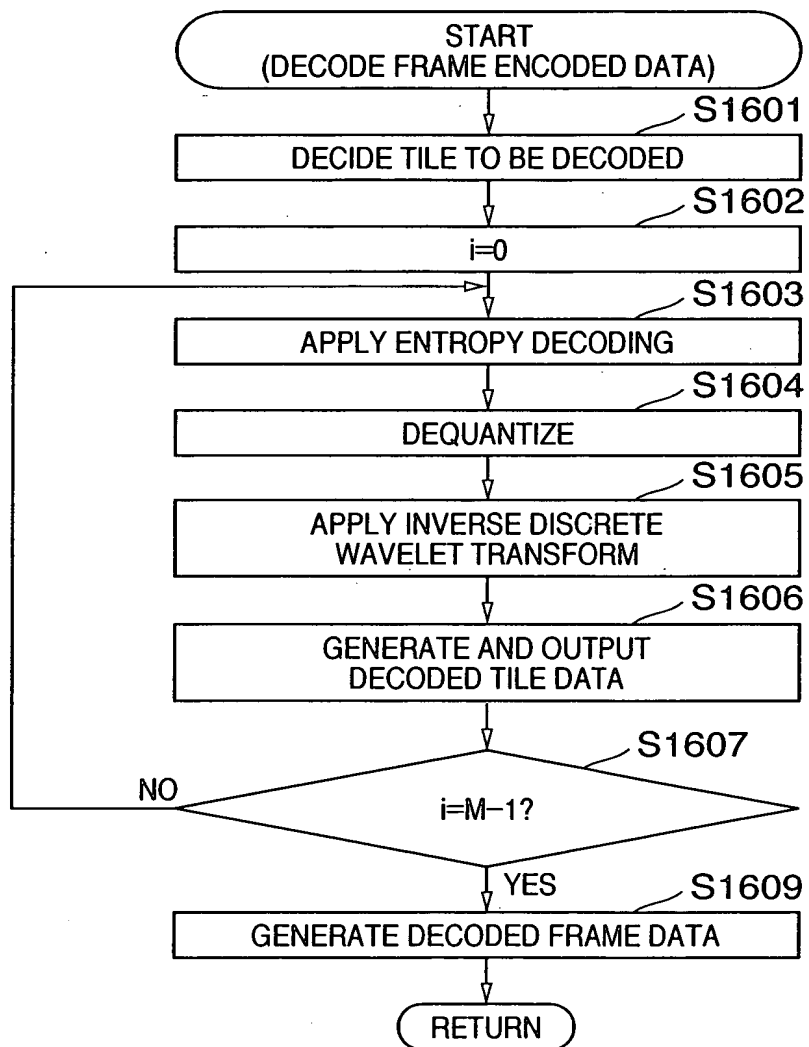 START
(DECODE FRAME ENCODED DATA)
S1601
DECIDE TILE TO BE DECODED
S1602
i=0
S1603
APPLY ENTROPY DECODING
S1604
DEQUANTIZE
S1605
APPLY INVERSE DISCRETE
WAVELET TRANSFORM
S1606
GENERATE AND OUTPUT
DECODED TILE DATA
S1607
NO
i=M−1?
YES
S1609
GENERATE DECODED FRAME DATA
RETURN